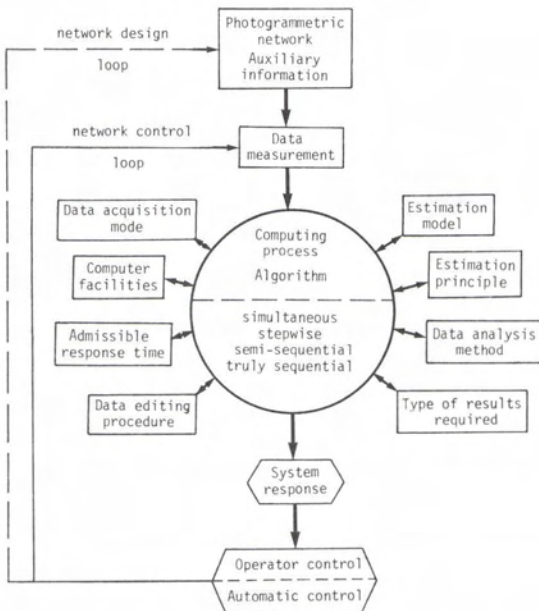 network design
loop
Photogrammetric
network
Auxiliary
information
network control
loop
Data
measurement
Data acquisition
mode
Computer
facilities
Admissible
response time
Data editing
procedure
Computing
process
Algorithm
simultaneous
stepwise
semi-sequential
truly sequential
Estimation
model
Estimation
principle
Data analysis
method
Type of results
required
System
response
Operator control
Automatic control